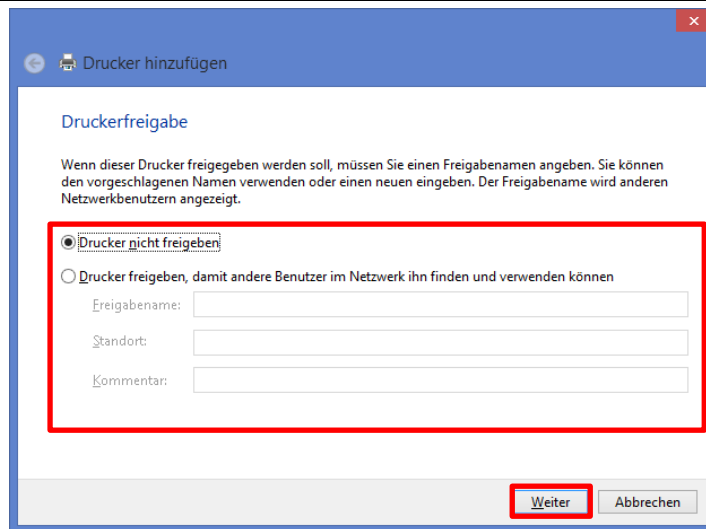 Drucker hinzufügen
Druckerfreigabe
Wenn dieser Drucker freigegeben werden soll, müssen Sie einen Freigabenamen angeben. Sie können
den vorgeschlagenen Namen verwenden oder einen neuen eingeben. Der Freigabename wird anderen
Netzwerkbenutzern angezeigt.
Drucker nicht freigeben
Drucker freigeben, damit andere Benutzer im Netzwerk ihn finden und verwenden können
Freigabename:
Standort:
Kommentar:
Weiter Abbrechen